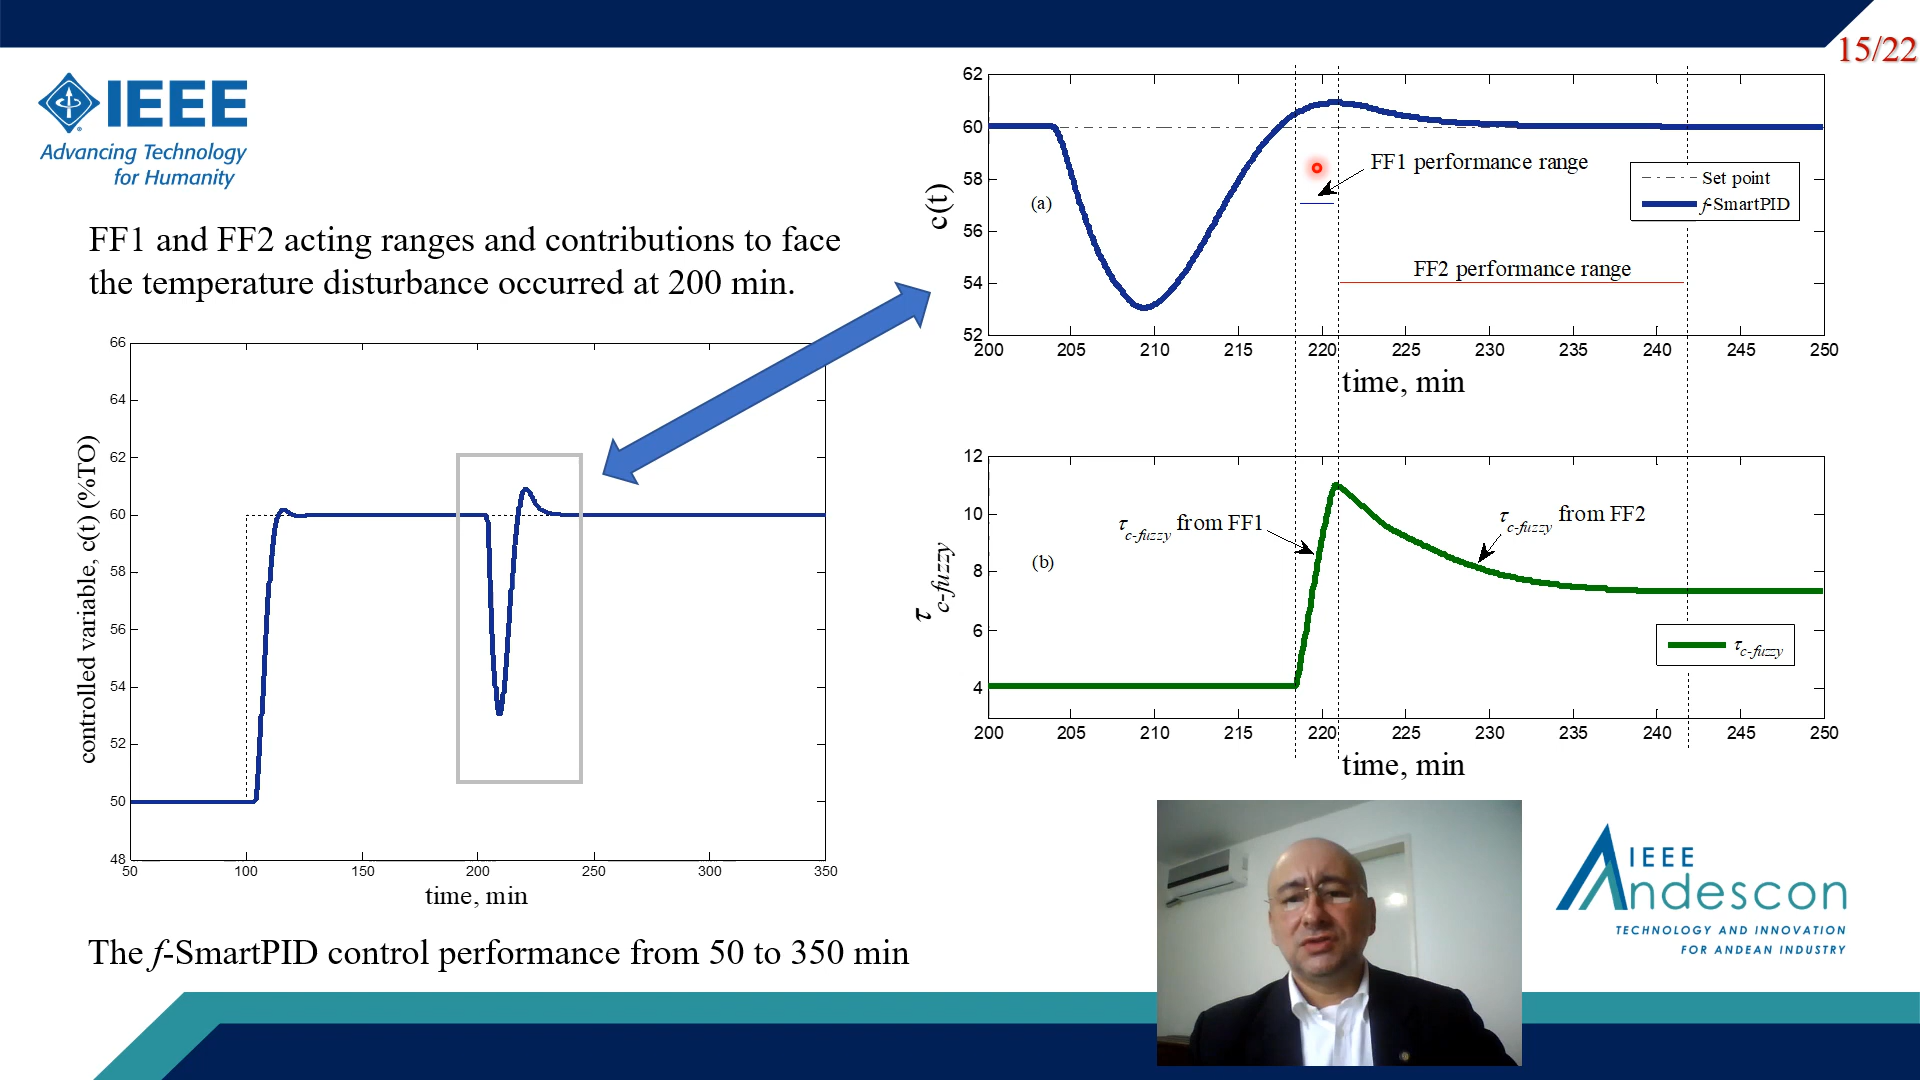 15/22
IEEE
Advancing Technology
for Humanity
FF1 and FF2 acting ranges and contributions to face
the temperature disturbance occurred at 200 min.
66
64
62
60
58
56
54
52
50
48
50 100 150 200 250 300 350
controlled variable, c(t) (%TO)
time, min
The f-SmartPID control performance from 50 to 350 min
62
60
58
56
54
52
c(t)
(a)
FF1 performance range
Set point
f-SmartPID
FF2 performance range
200 205 210 215 220 225 230 235 240 245 250
time, min
12
10
8
6
4
τc-fuzzy
(b)
τc-fuzzy from FF1
τc-fuzzy from FF2
τc-fuzzy
200 205 210 215 220 225 230 235 240 245 250
time, min
IEEE
Andescon
TECHNOLOGY AND INNOVATION
FOR ANDEAN INDUSTRY